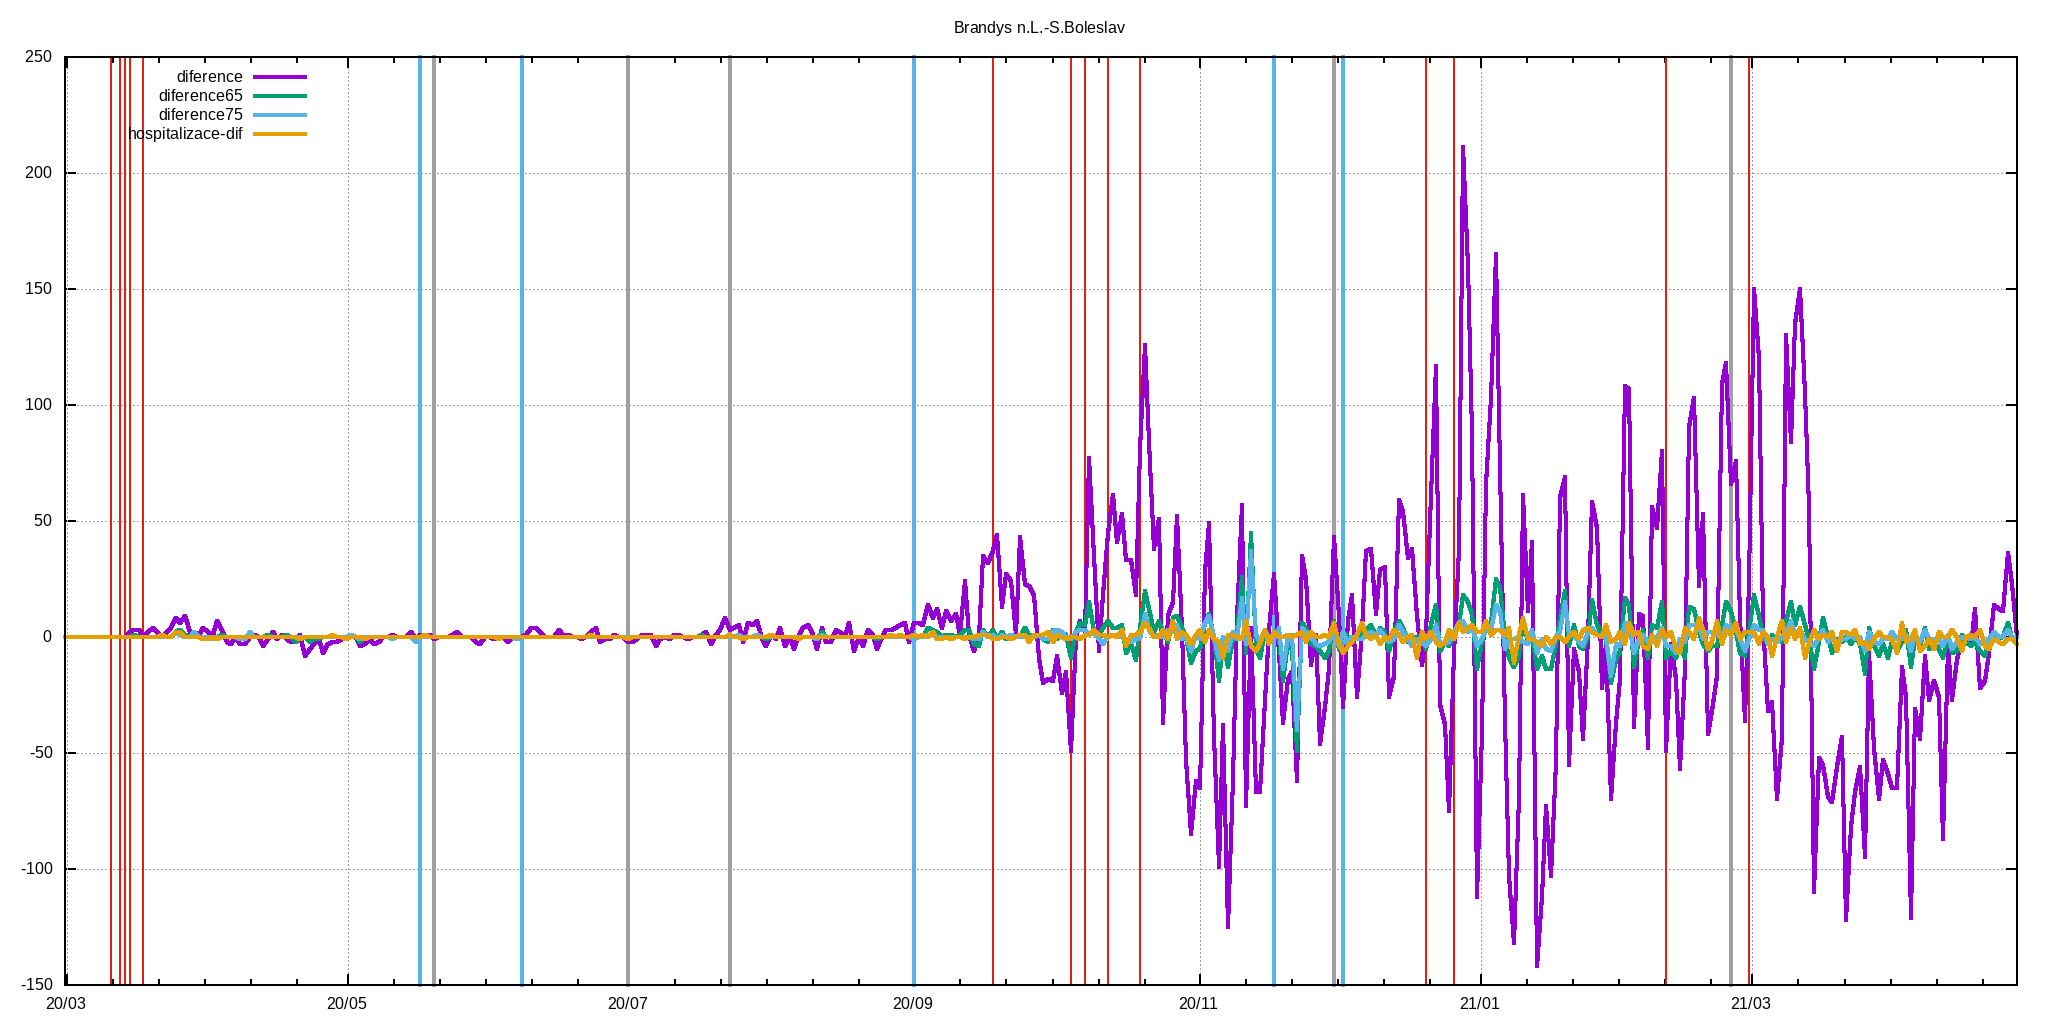 Brandys n.L.-S.Boleslav
250
200
150
100
50
0
-50
-100
-150
diference
diference65
diference75
hospitalizace-dif
20/03 20/05 20/07 20/09 20/11 21/01 21/03